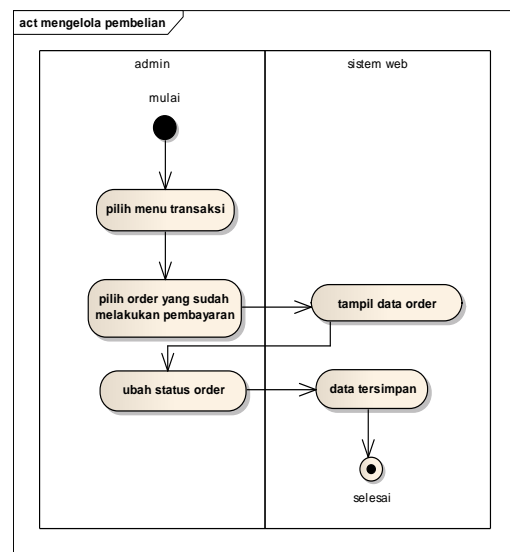 act mengelola pembelian
admin
sistem web
mulai
pilih menu transaksi
pilih order yang sudah
melakukan pembayaran
tampil data order
ubah status order
data tersimpan
selesai